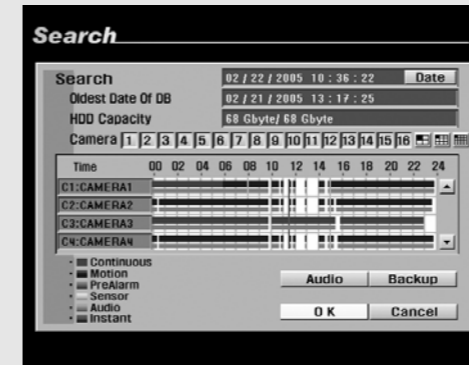 Search
Search 02 / 22 / 2005 10 : 36 : 22 Date
Oldest Date Of DB 02 / 21 / 2005 13 : 17 : 25
HDD Capacity 68 Gbyte/ 68 Gbyte
Camera 1 2 3 4 5 6 7 8 9 10 11 12 13 14 15 16
Time 00 02 04 06 08 10 12 14 16 18 20 22 24
C1:CAMERA1
C2:CAMERA2
C3:CAMERA3
C4:CAMERA4
Continuous
Motion
PreAlarm
Sensor
Audio
Instant
Audio Backup
OK Cancel